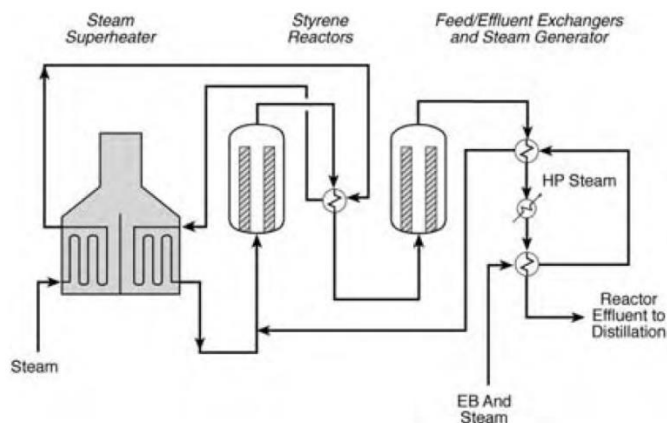 Steam
Superheater
Styrene
Reactors
Feed/Effluent Exchangers
and Steam Generator
HP Steam
Steam
Reactor
Effluent to
Distillation
EB And
Steam